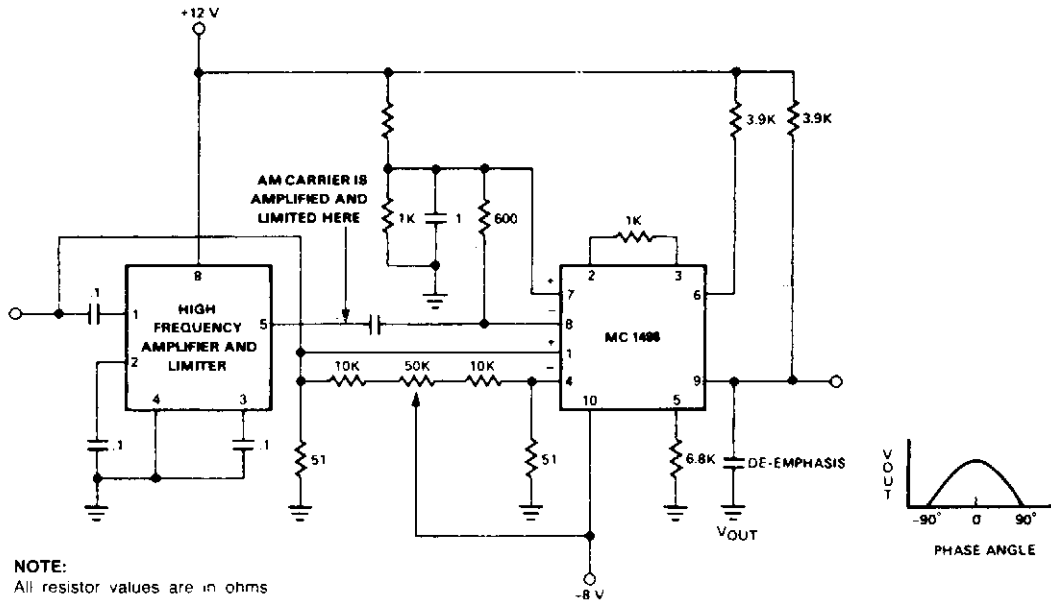 +12 V
3.9K
3.9K
AM CARRIER IS
AMPLIFIED AND
LIMITED HERE
1K
.1
600
1K
8
2
3
.1
1
HIGH
FREQUENCY
AMPLIFIER AND
LIMITER
5
2
4
3
.1
.1
+
7
−
8
+
1
−
4
10
MC 1496
6
9
5
10K
50K
10K
51
51
6.8K
DE-EMPHASIS
VOUT
-8 V
VOUT
-90°
0
90°
PHASE ANGLE
NOTE:
All resistor values are in ohms